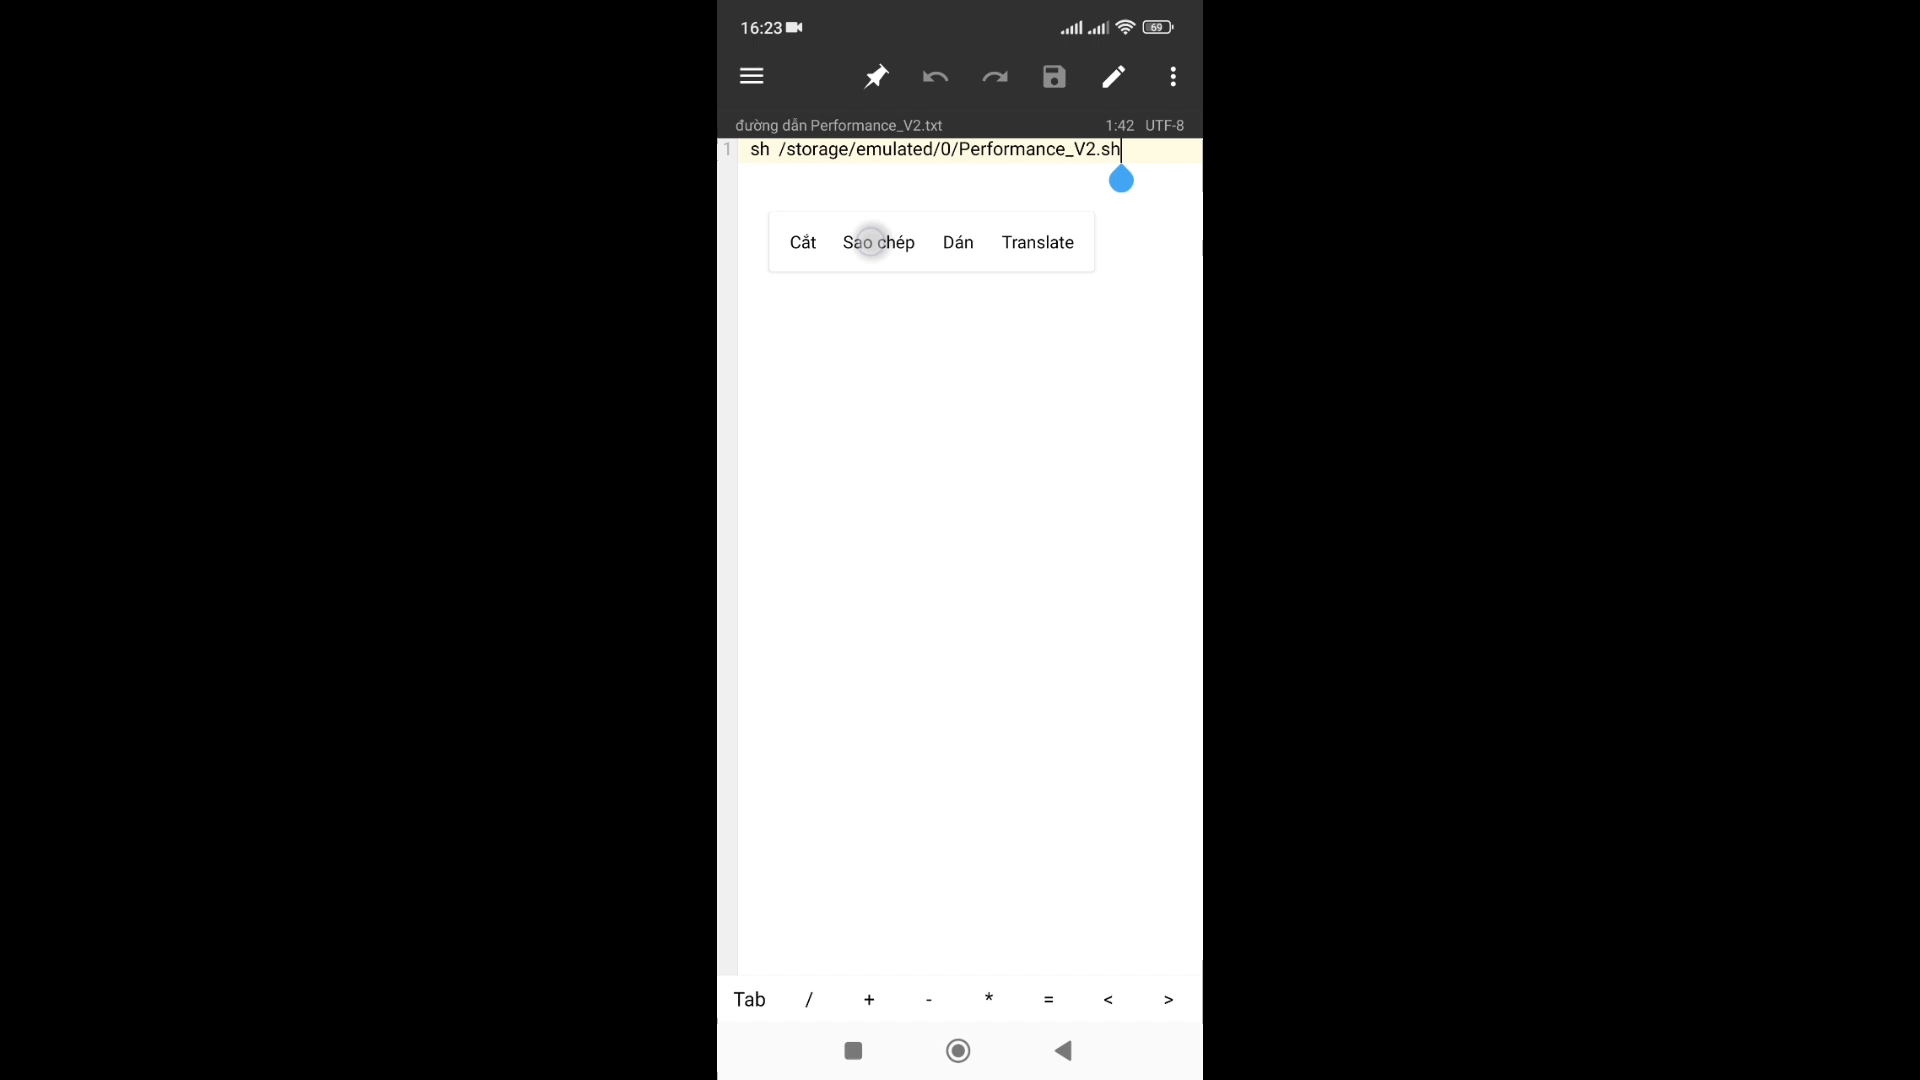 16:23
69
đường dẫn Performance_V2.txt
1:42 UTF-8
1 sh /storage/emulated/0/Performance_V2.sh
Cắt Sao chép Dán Translate
Tab / + - * = < >